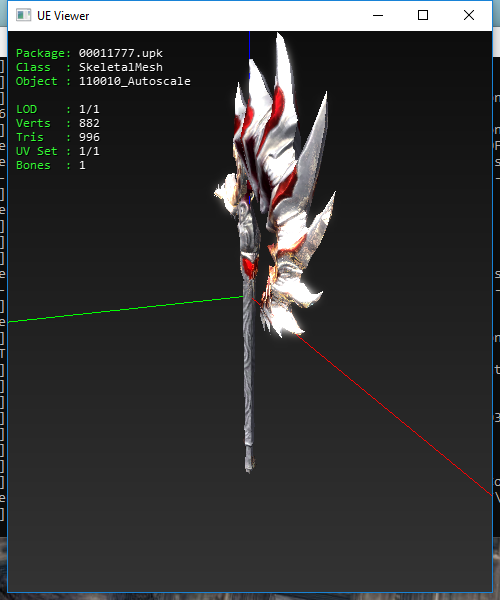 UE Viewer
Package: 00011777.upk
Class : SkeletalMesh
Object : 110010_Autoscale
LOD : 1/1
Verts : 882
Tris : 996
UV Set : 1/1
Bones : 1